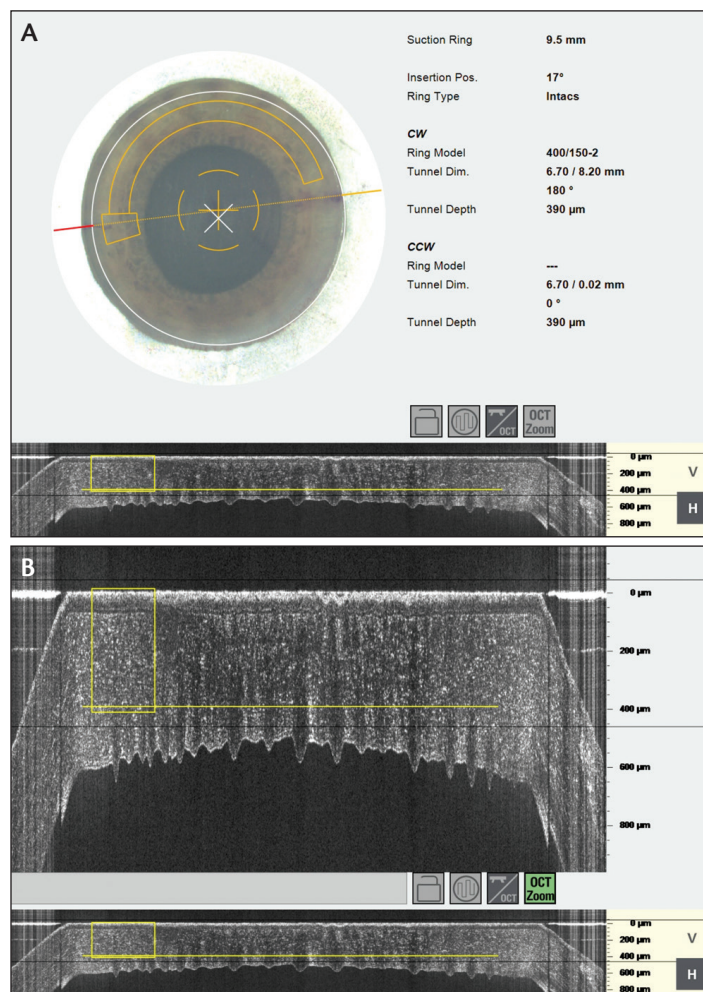 A
Suction Ring 9.5 mm
Insertion Pos. 17°
Ring Type Intacs
CW
Ring Model 400/150-2
Tunnel Dim. 6.70 / 8.20 mm
180 °
Tunnel Depth 390 µm
CCW
Ring Model ---
Tunnel Dim. 6.70 / 0.02 mm
0 °
Tunnel Depth 390 µm
OCT
OCT
Zoom
0 µm
200 µm
400 µm
600 µm
800 µm
V
H
B
0 µm
200 µm
400 µm
600 µm
800 µm
OCT
OCT
Zoom
0 µm
200 µm
400 µm
600 µm
800 µm
V
H